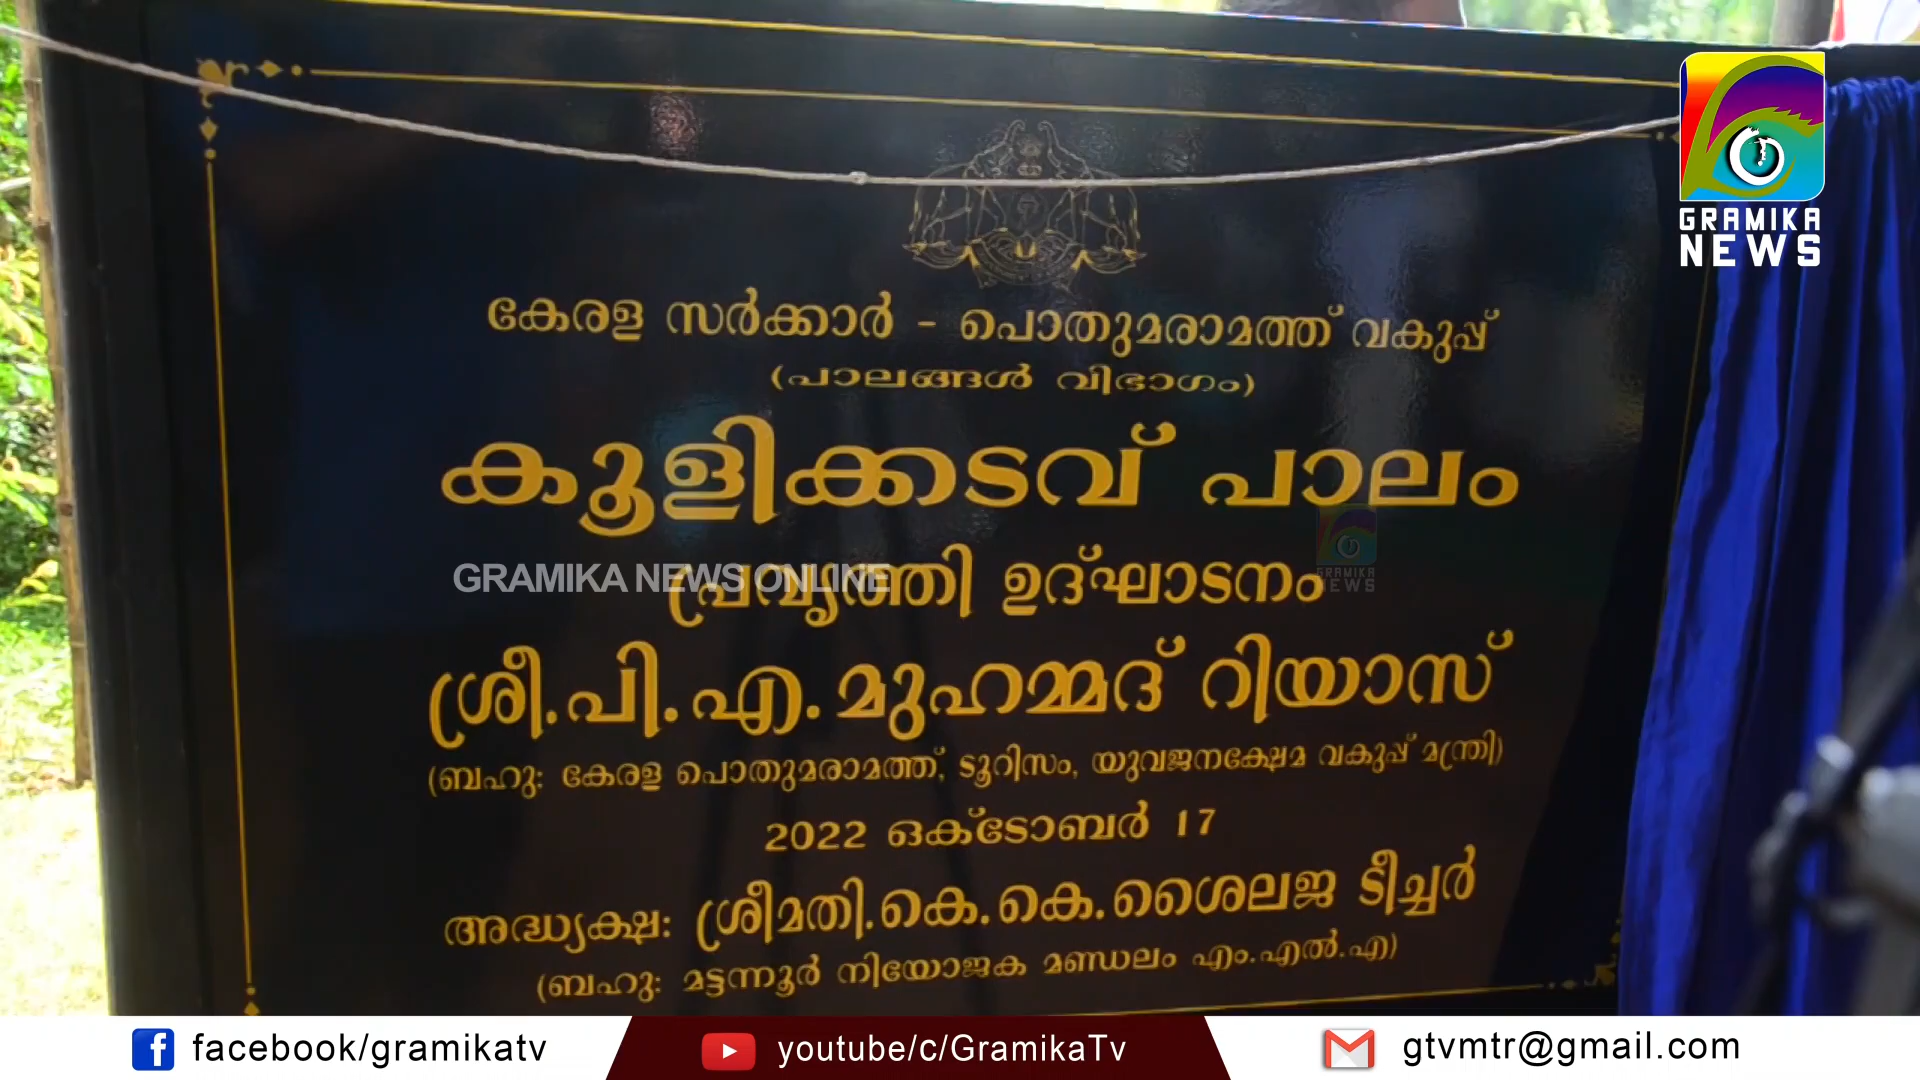 GRAMIKA
NEWS
കേരള സർക്കാർ - പൊതുമരാമത്ത് വകുപ്പ്
(പാലങ്ങൾ വിഭാഗം)
കൂളിക്കടവ് പാലം
GRAMIKA NEWS ONLINE
പ്രവൃത്തി ഉദ്ഘാടനം
GRAMIKA
NEWS
ശ്രീ.പി.എ.മുഹമ്മദ് റിയാസ്
(ബഹു: കേരള പൊതുമരാമത്ത്, ടൂറിസം, യുവജനക്ഷേമ വകുപ്പ് മന്ത്രി)
2022 ഒക്ടോബർ 17
അദ്ധ്യക്ഷ: ശ്രീമതി.കെ.കെ.ശൈലജ ടീച്ചർ
(ബഹു: മട്ടന്നൂർ നിയോജക മണ്ഡലം എം.എൽ.എ)
facebook/gramikatv
youtube/c/GramikaTv
gtvmtr@gmail.com